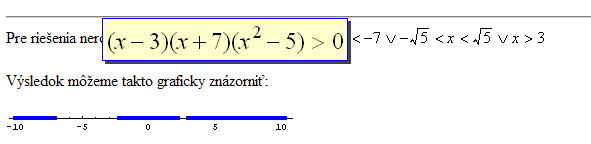 Pre riešenia nero (x − 3)(x + 7)(x² − 5) > 0 < −7 ∨ −√5 < x < √5 ∨ x > 3
Výsledok môžeme takto graficky znázorniť:
−10 −5 0 5 10